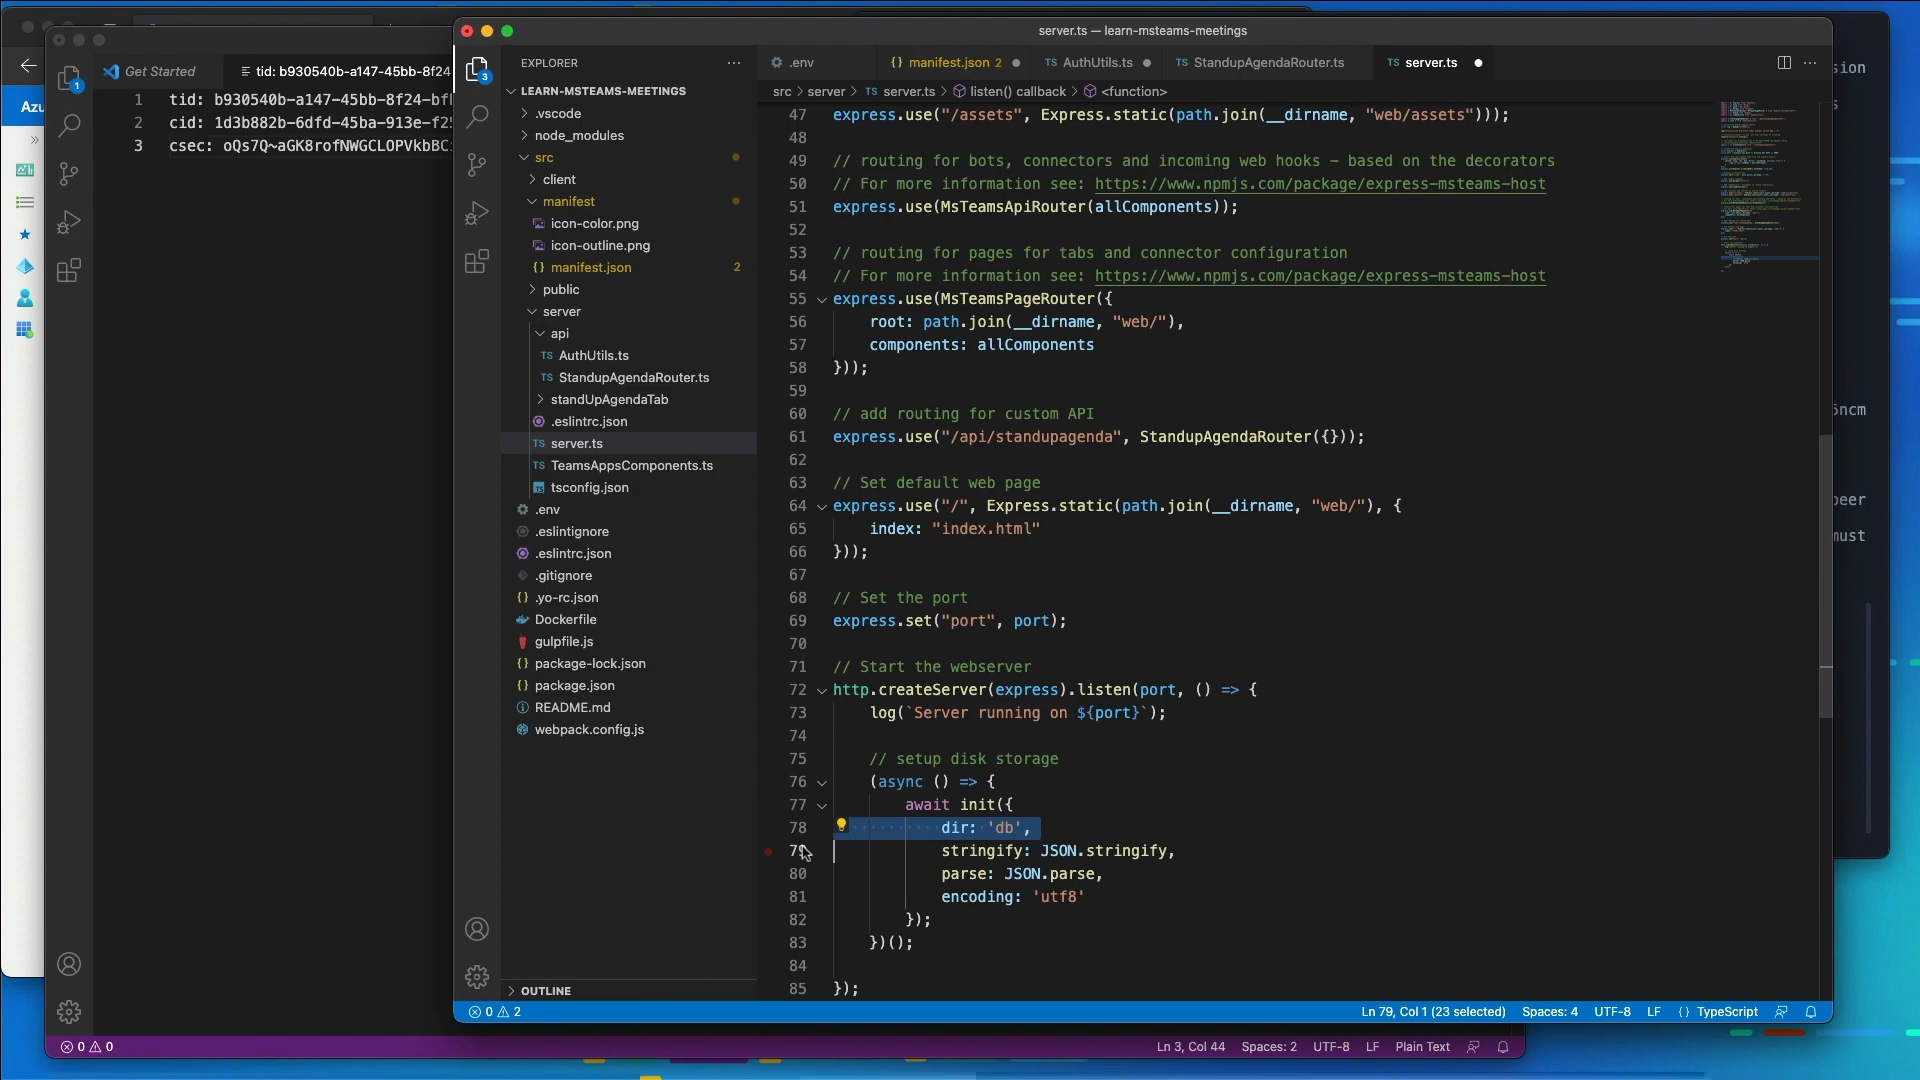 server.ts — learn-msteams-meetings
Azu
Get Started
tid: b930540b-a147-45bb-8f24
1 tid: b930540b-a147-45bb-8f24-bf
2 cid: 1d3b882b-6dfd-45ba-913e-f2
3 csec: oQs7Q~aGK8rofNWGCLOPVkbBC
1
3
EXPLORER
LEARN-MSTEAMS-MEETINGS
.vscode
node_modules
src
client
manifest
icon-color.png
icon-outline.png
manifest.json 2
public
server
api
AuthUtils.ts
StandupAgendaRouter.ts
standUpAgendaTab
.eslintrc.json
server.ts
TeamsAppsComponents.ts
tsconfig.json
.env
.eslintignore
.eslintrc.json
.gitignore
.yo-rc.json
Dockerfile
gulpfile.js
package-lock.json
package.json
README.md
webpack.config.js
OUTLINE
.env
manifest.json 2
AuthUtils.ts
StandupAgendaRouter.ts
server.ts
src > server > TS server.ts > listen() callback > <function>
47 express.use("/assets", Express.static(path.join(__dirname, "web/assets")));
48
49 // routing for bots, connectors and incoming web hooks - based on the decorators
50 // For more information see: https://www.npmjs.com/package/express-msteams-host
51 express.use(MsTeamsApiRouter(allComponents));
52
53 // routing for pages for tabs and connector configuration
54 // For more information see: https://www.npmjs.com/package/express-msteams-host
55 express.use(MsTeamsPageRouter({
56 root: path.join(__dirname, "web/"),
57 components: allComponents
58 }));
59
60 // add routing for custom API
61 express.use("/api/standupagenda", StandupAgendaRouter({}));
62
63 // Set default web page
64 express.use("/", Express.static(path.join(__dirname, "web/"), {
65 index: "index.html"
66 }));
67
68 // Set the port
69 express.set("port", port);
70
71 // Start the webserver
72 http.createServer(express).listen(port, () => {
73 log(`Server running on ${port}`);
74
75 // setup disk storage
76 (async () => {
77 await init({
78 dir: 'db',
79 stringify: JSON.stringify,
80 parse: JSON.parse,
81 encoding: 'utf8'
82 });
83 })();
84
85 });
sion
s
5ncm
peer
must
0 2
Ln 79, Col 1 (23 selected) Spaces: 4 UTF-8 LF {} TypeScript
0 0
Ln 3, Col 44 Spaces: 2 UTF-8 LF Plain Text